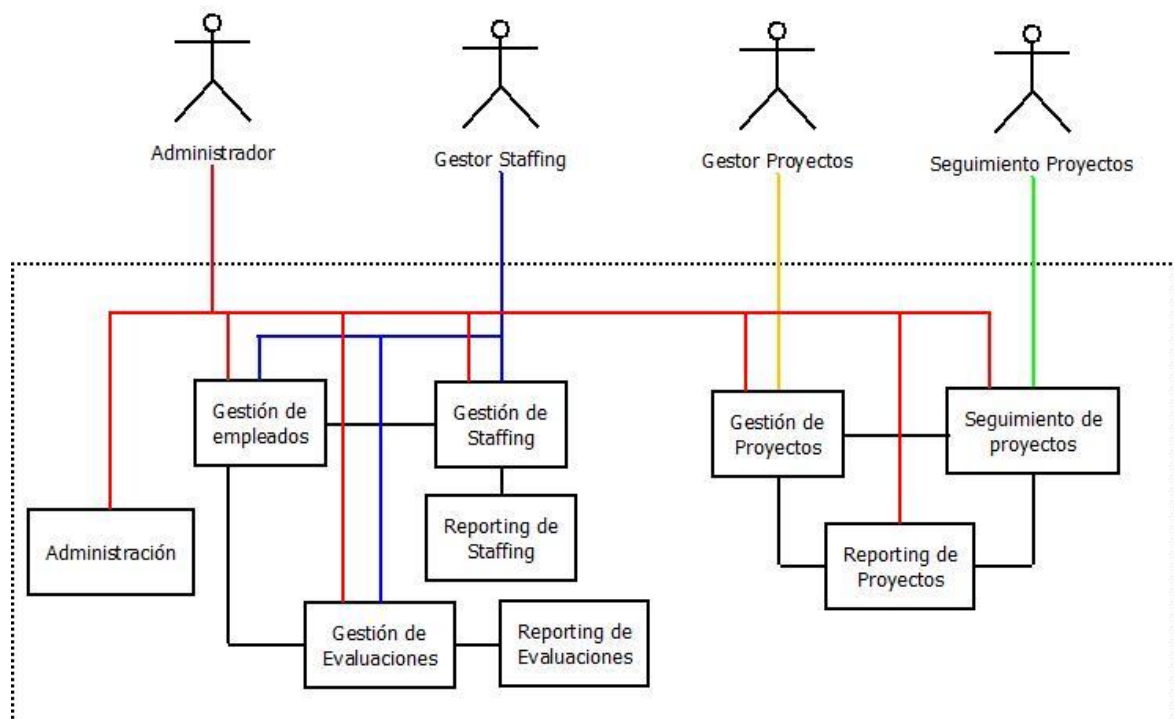 Administrador
Gestor Staffing
Gestor Proyectos
Seguimiento Proyectos
Gestión de
empleados
Gestión de
Staffing
Gestión de
Proyectos
Seguimiento de
proyectos
Administración
Reporting de
Staffing
Reporting de
Proyectos
Gestión de
Evaluaciones
Reporting de
Evaluaciones